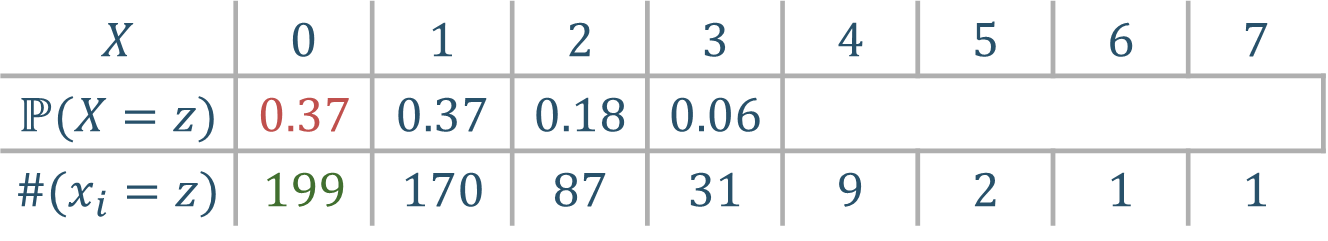 X 0 1 2 3 4 5 6 7
ℙ(X = z) 0.37 0.37 0.18 0.06
#(xᵢ = z) 199 170 87 31 9 2 1 1